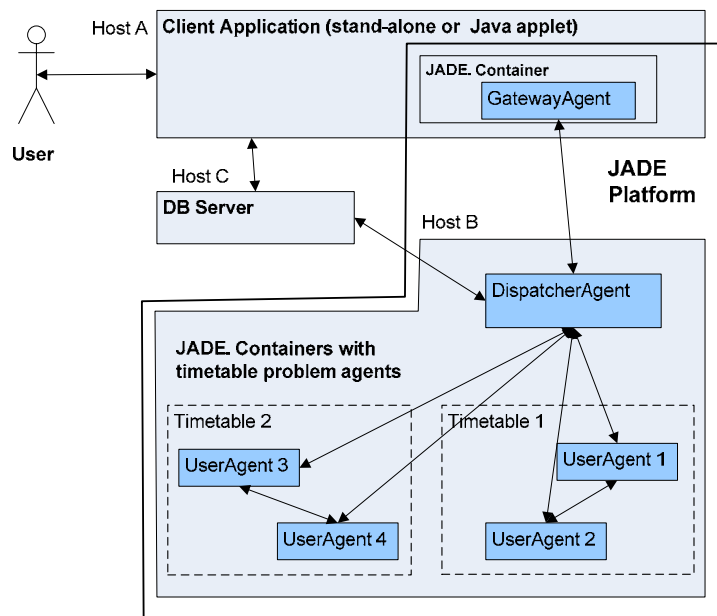 Host A
Client Application (stand-alone or Java applet)
JADE. Container
GatewayAgent
User
Host C
DB Server
JADE
Platform
Host B
DispatcherAgent
JADE. Containers with
timetable problem agents
Timetable 2
Timetable 1
UserAgent 3
UserAgent 1
UserAgent 4
UserAgent 2